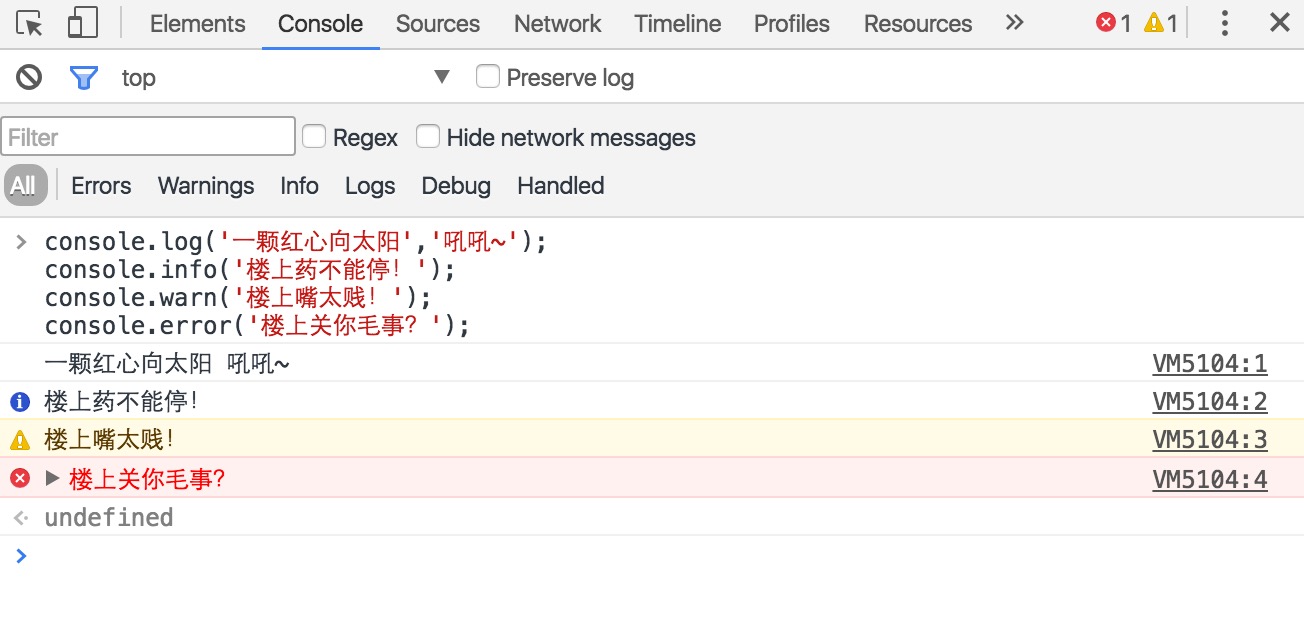 Elements Console Sources Network Timeline Profiles Resources 1 1
top Preserve log
Filter Regex Hide network messages
All Errors Warnings Info Logs Debug Handled
console.log('一颗红心向太阳','吼吼~');
console.info('楼上药不能停！');
console.warn('楼上嘴太贱！');
console.error('楼上关你毛事？');
一颗红心向太阳 吼吼~ VM5104:1
楼上药不能停！ VM5104:2
楼上嘴太贱！ VM5104:3
楼上关你毛事？ VM5104:4
undefined